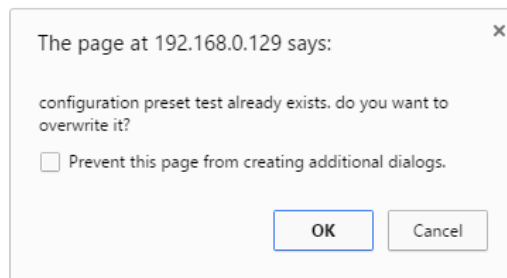 The page at 192.168.0.129 says:
configuration preset test already exists. do you want to
overwrite it?
Prevent this page from creating additional dialogs.
OK
Cancel